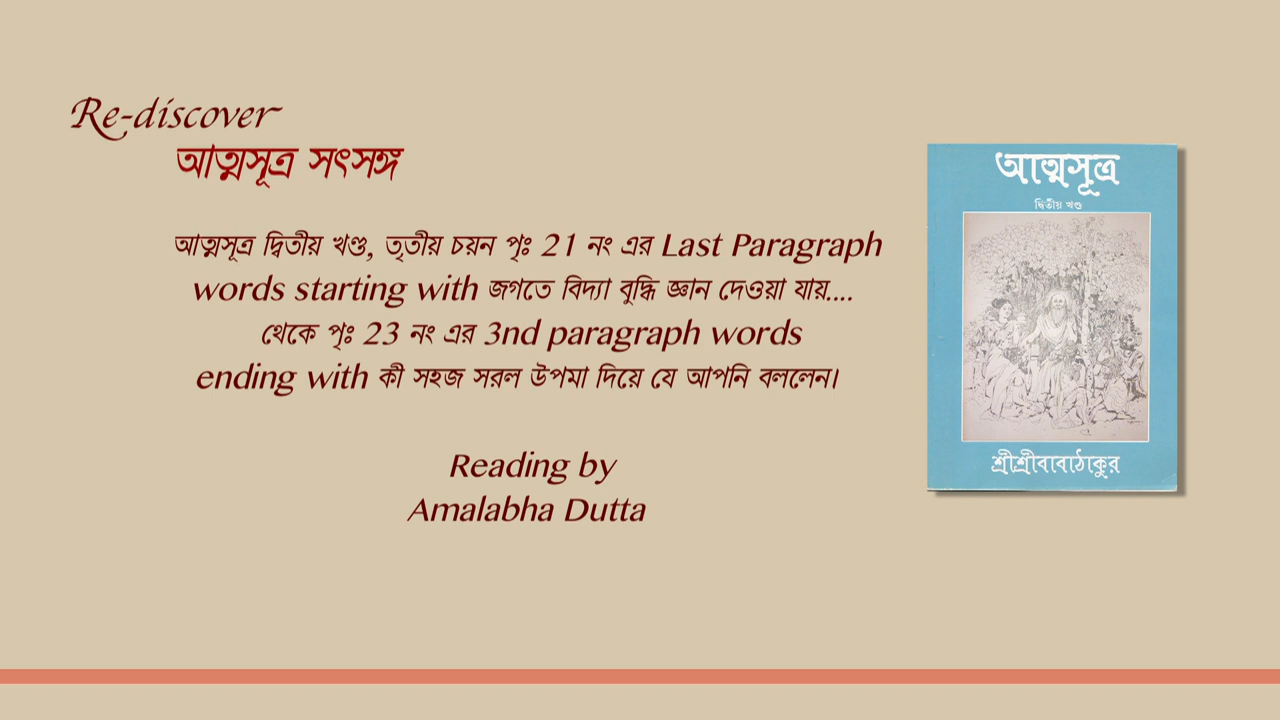 Re-discover
আত্মসূত্র সৎসঙ্গ
আত্মসূত্র দ্বিতীয় খণ্ড, তৃতীয় চয়ন পৃঃ 21 নং এর Last Paragraph
words starting with জগতে বিদ্যা বুদ্ধি জ্ঞান দেওয়া যায়....
থেকে পৃঃ 23 নং এর 3nd paragraph words
ending with কী সহজ সরল উপমা দিয়ে যে আপনি বললেন।
Reading by
Amalabha Dutta
আত্মসূত্র
দ্বিতীয় খণ্ড
শ্রীশ্রীবাবাঠাকুর